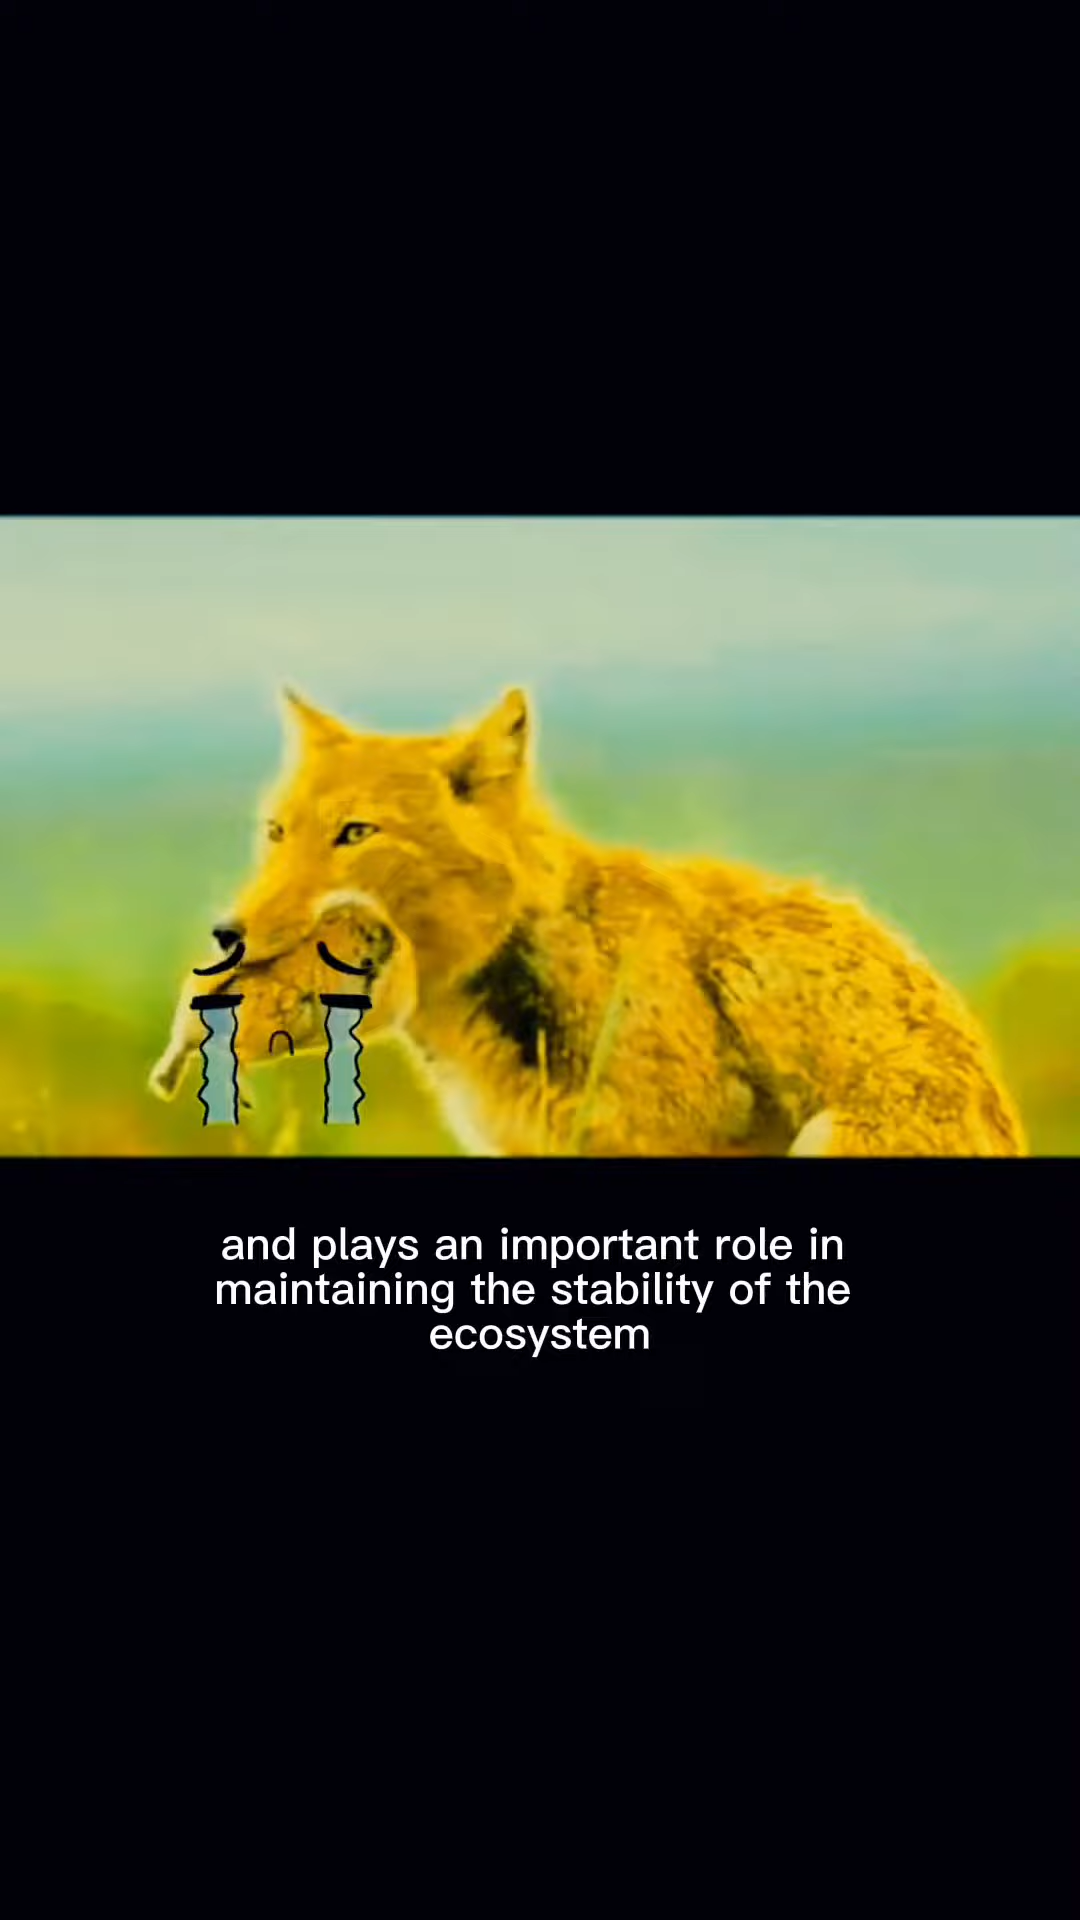 and plays an important role in
maintaining the stability of the
ecosystem